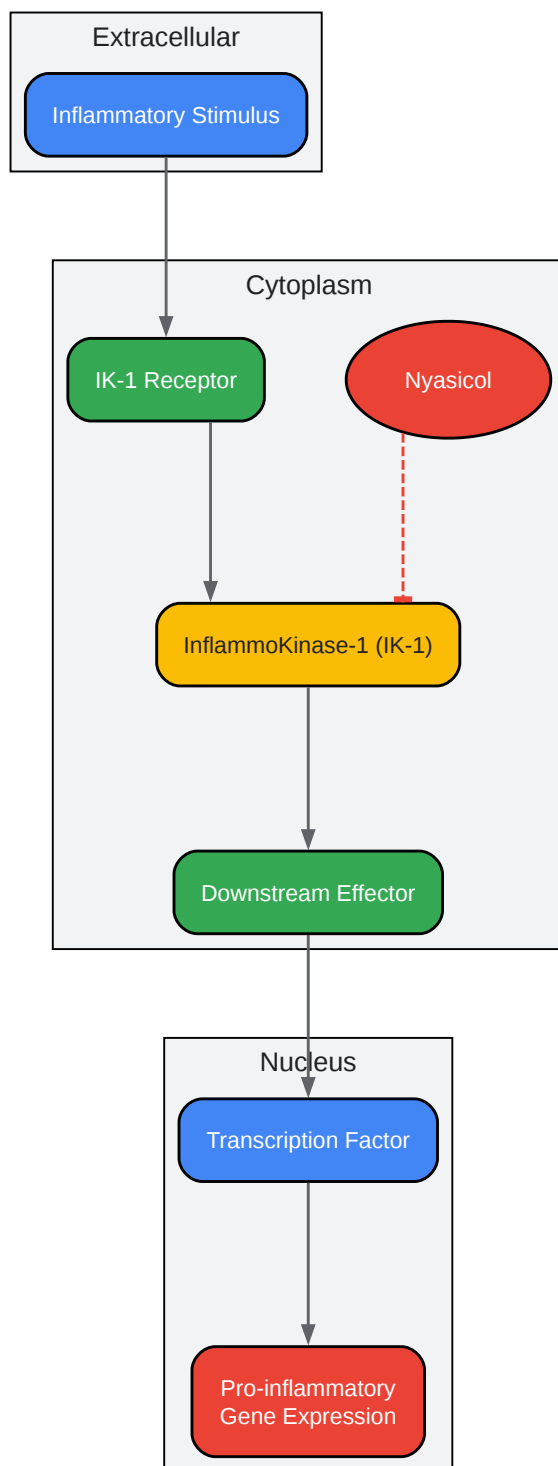 Extracellular
Inflammatory Stimulus
Cytoplasm
IK-1 Receptor
Nyasicol
InflammoKinase-1 (IK-1)
Downstream Effector
Nucleus
Transcription Factor
Pro-inflammatory
Gene Expression